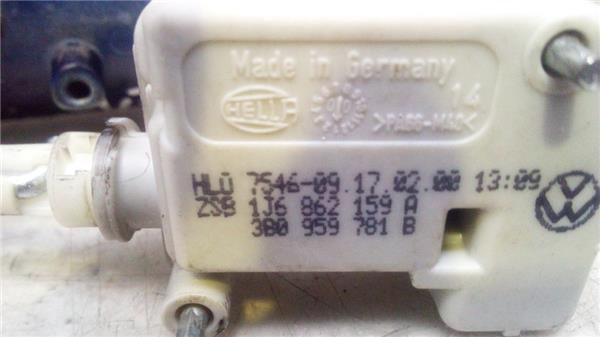 Made in Germany
HELLA
14
>PA66-M40<
HLO 7546-09.17.02.00 13:09
ZSB 1J6 862 159 A
3B0 959 781 B